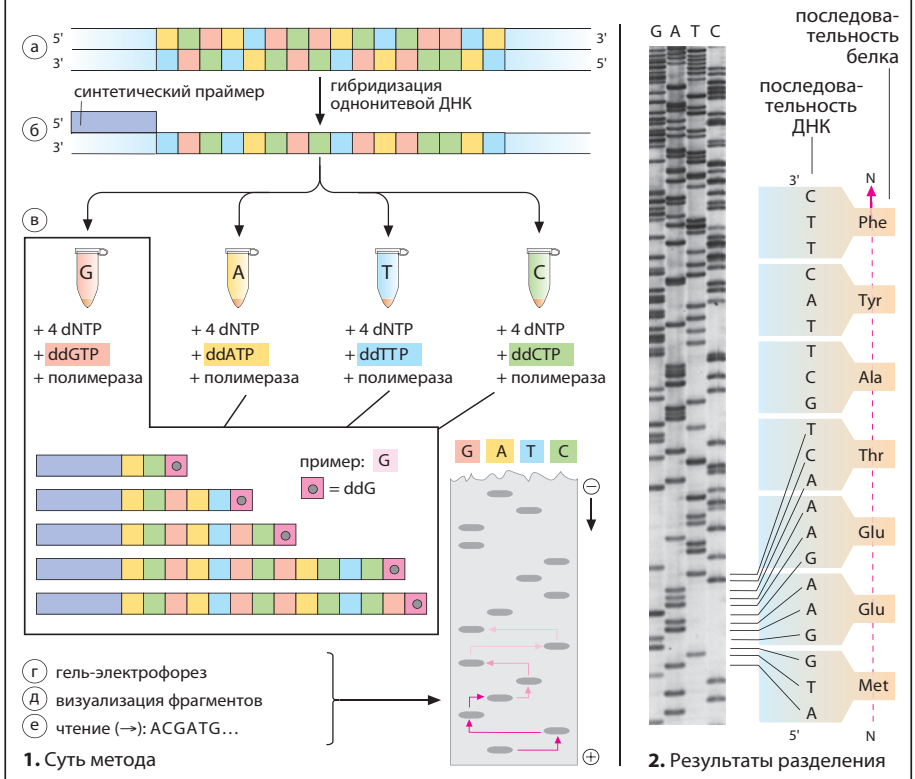 а
5'
3'
3'
5'
гибридизация
однонитевой ДНК
синтетический праймер
б
5'
3'
в
G
A
T
C
+ 4 dNTP
+ ddGTP
+ полимераза
+ 4 dNTP
+ ddATP
+ полимераза
+ 4 dNTP
+ ddTTP
+ полимераза
+ 4 dNTP
+ ddCTP
+ полимераза
пример: G
= ddG
G A T C
−
+
г гель-электрофорез
д визуализация фрагментов
е чтение (→): ACGATG...
1. Суть метода
G A T C
последова-
тельность
белка
последова-
тельность
ДНК
3'
N
C
T
T
Phe
C
A
T
Tyr
T
C
G
Ala
T
C
A
Thr
A
A
G
Glu
A
A
G
Glu
G
T
A
Met
5'
N
2. Результаты разделения